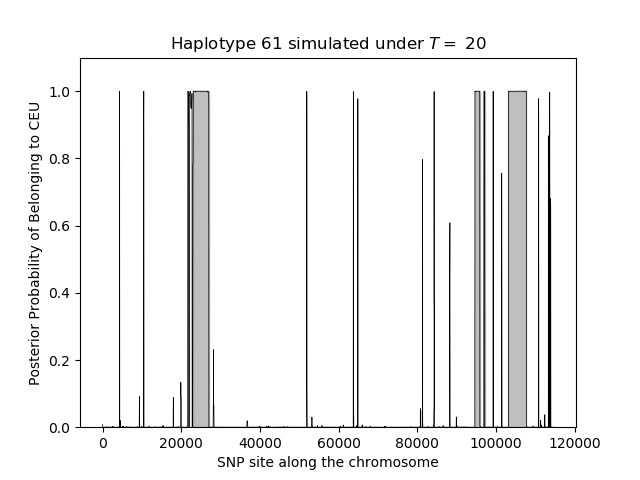 Haplotype 61 simulated under T = 20
Posterior Probability of Belonging to CEU
1.0
0.8
0.6
0.4
0.2
0.0
0 20000 40000 60000 80000 100000 120000
SNP site along the chromosome